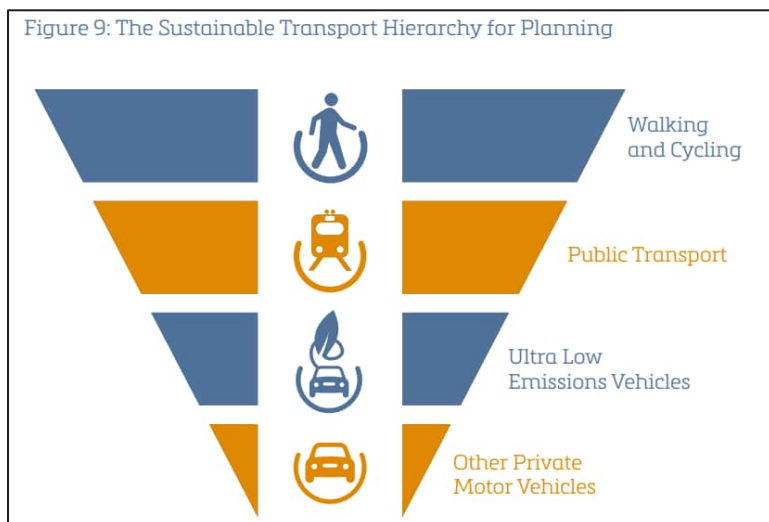 Figure 9: The Sustainable Transport Hierarchy for Planning
Walking
and Cycling
Public Transport
Ultra Low
Emissions Vehicles
Other Private
Motor Vehicles